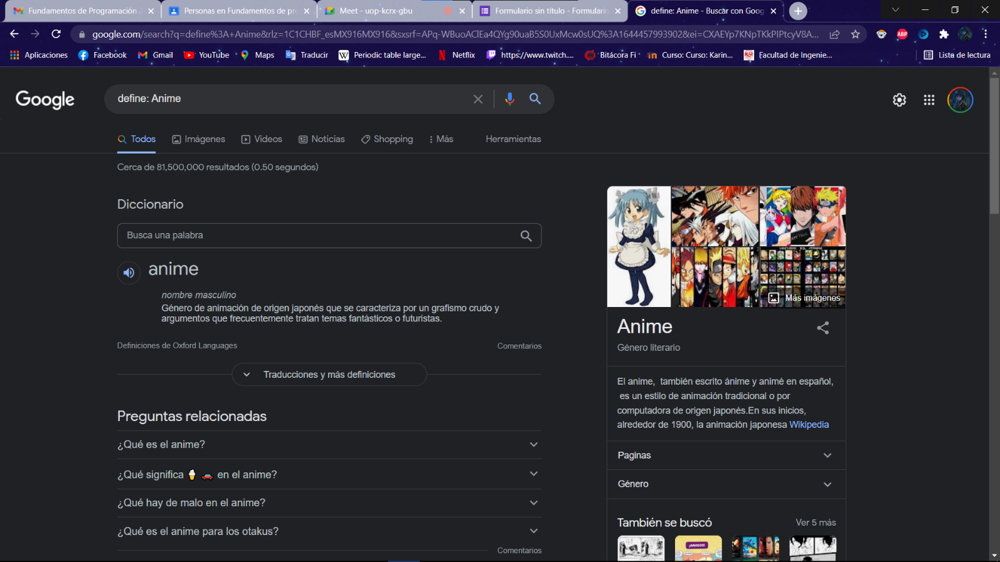 Fundamentos de Programación 2
Personas en Fundamentos de pro
Meet - uop-kcrx-gbu
Formulario sin título - Formulario
define: Anime - Buscar con Goog
google.com/search?q=define%3A+Anime&rlz=1C1CHBF_esMX916MX916&sxsrf=APq-WBuoAClEa4QYg90uaB5S0UxMcw0sUQ%3A1644457993902&ei=CXAEYp7KNpTKkPIPtcyV8A...
ABP
Aplicaciones
Facebook
Gmail
YouTube
Maps
Traducir
Periodic table large...
Netflix
https://www.twitch....
Bitácora Fi
Curso: Curso: Karin...
Facultad de Ingenie...
Lista de lectura
Google
define: Anime
Todos
Imágenes
Videos
Noticias
Shopping
Más
Herramientas
Cerca de 81,500,000 resultados (0.50 segundos)
Diccionario
Busca una palabra
anime
nombre masculino
Género de animación de origen japonés que se caracteriza por un grafismo crudo y
argumentos que frecuentemente tratan temas fantásticos o futuristas.
Definiciones de Oxford Languages
Comentarios
Traducciones y más definiciones
Preguntas relacionadas
¿Qué es el anime?
¿Qué significa 🍦 🚗 en el anime?
¿Qué hay de malo en el anime?
¿Qué es el anime para los otakus?
Comentarios
Más imágenes
Anime
Género literario
El anime, también escrito ánime y animé en español,
es un estilo de animación tradicional o por
computadora de origen japonés.En sus inicios,
alrededor de 1900, la animación japonesa Wikipedia
Paginas
Género
También se buscó
Ver 5 más
¡AMIGOS!